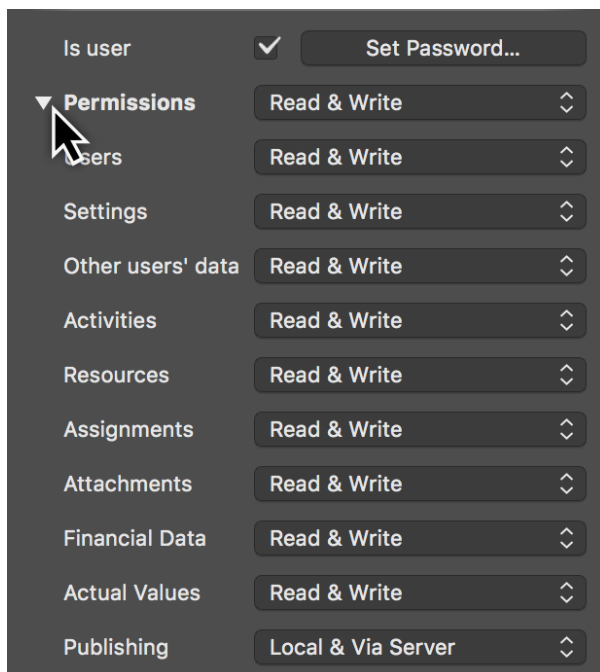 Is user Set Password...
Permissions Read & Write
Users Read & Write
Settings Read & Write
Other users' data Read & Write
Activities Read & Write
Resources Read & Write
Assignments Read & Write
Attachments Read & Write
Financial Data Read & Write
Actual Values Read & Write
Publishing Local & Via Server